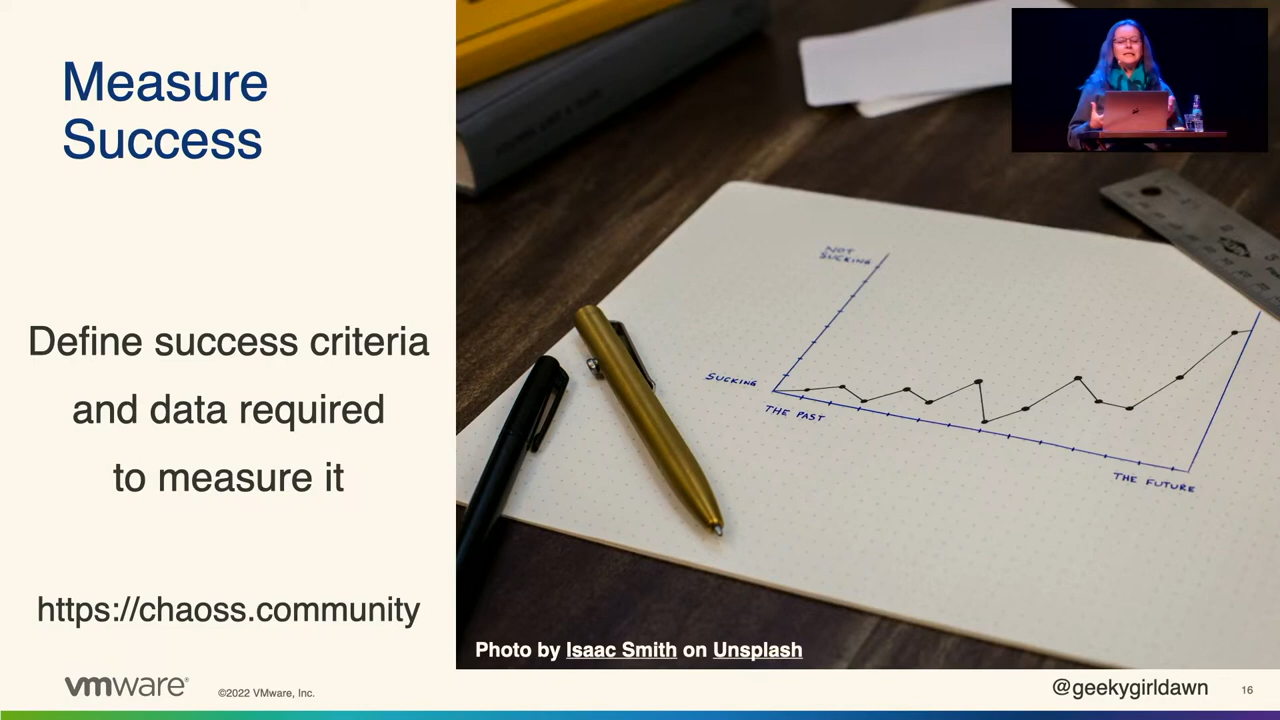 Measure
Success
Define success criteria
and data required
to measure it
https://chaoss.community
NOT
SUCKING
SUCKING
THE PAST
THE FUTURE
Photo by Isaac Smith on Unsplash
vmware®
©2022 VMware, Inc.
@geekygirldawn
16